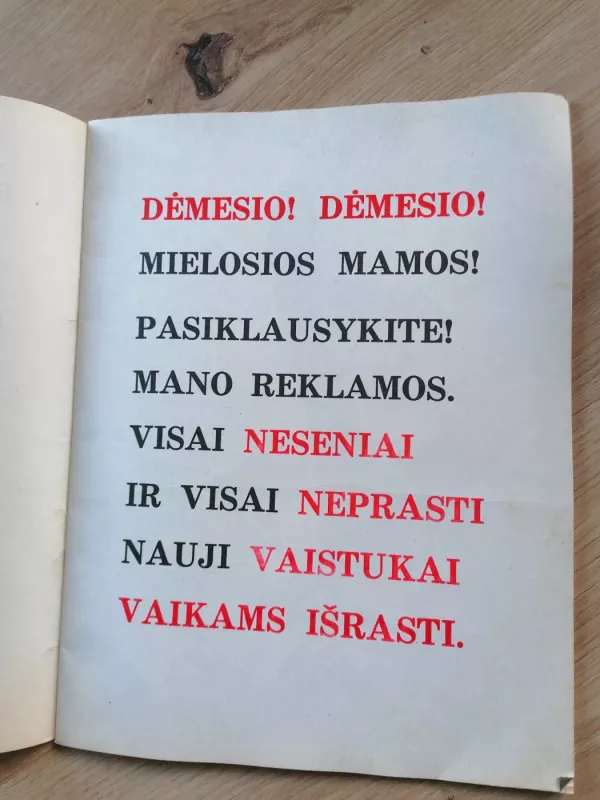 DĖMESIO! DĖMESIO!
MIELOSIOS MAMOS!
PASIKLAUSYKITE!
MANO REKLAMOS.
VISAI NESENIAI
IR VISAI NEPRASTI
NAUJI VAISTUKAI
VAIKAMS IŠRASTI.